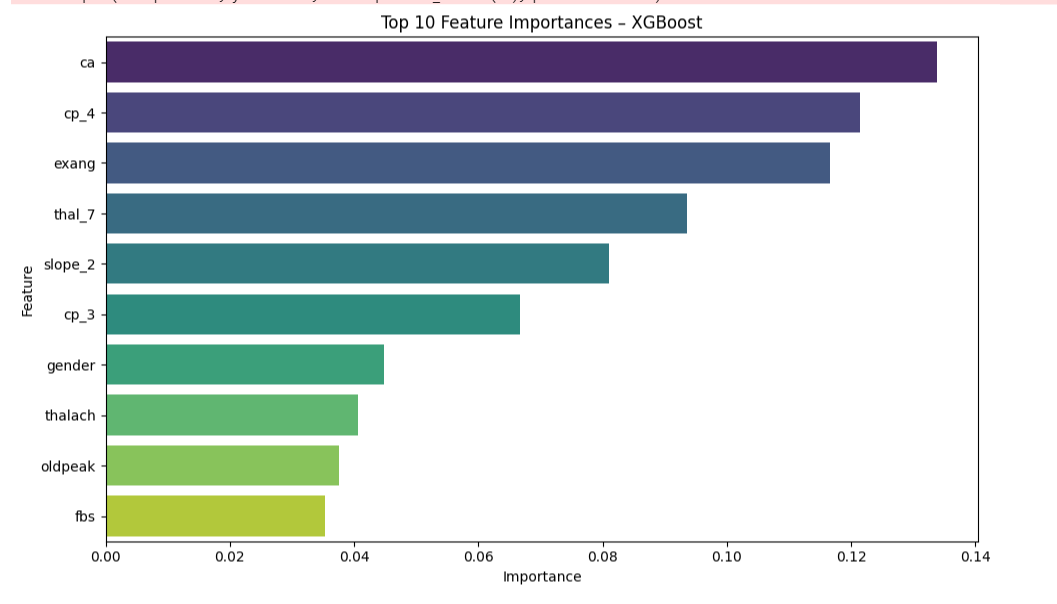 Top 10 Feature Importances – XGBoost
ca
cp_4
exang
thal_7
slope_2
cp_3
gender
thalach
oldpeak
fbs
Feature
0.00 0.02 0.04 0.06 0.08 0.10 0.12 0.14
Importance